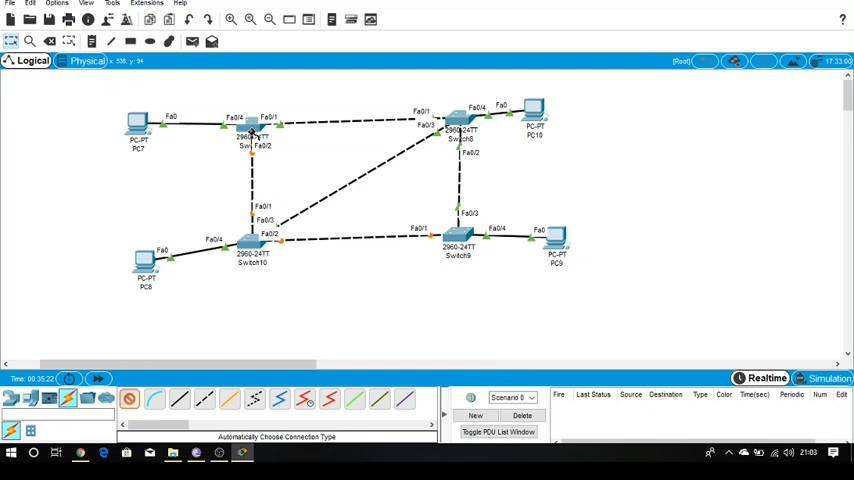 File Edit Options View Tools Extensions Help
?
Logical Physical x: 536, y: 94 [Root] 17:33:00
Fa0 Fa0/4 Fa0/1
PC-PT
PC7
2960-24TT
Fa0/2
Fa0/1 Fa0/4 Fa0
Fa0/3
2960-24TT
Switch8
PC-PT
PC10
Fa0/2
Fa0/1
Fa0/3
Fa0/4 Fa0/2
2960-24TT
Switch10
Fa0
PC-PT
PC8
Fa0/3
Fa0/1
Fa0/4 Fa0
2960-24TT
Switch9
PC-PT
PC9
Time: 00:35:22 Realtime Simulation
Scenario 0
New Delete
Toggle PDU List Window
Fire Last Status Source Destination Type Color Time(sec) Periodic Num Edit
Automatically Choose Connection Type
21:03